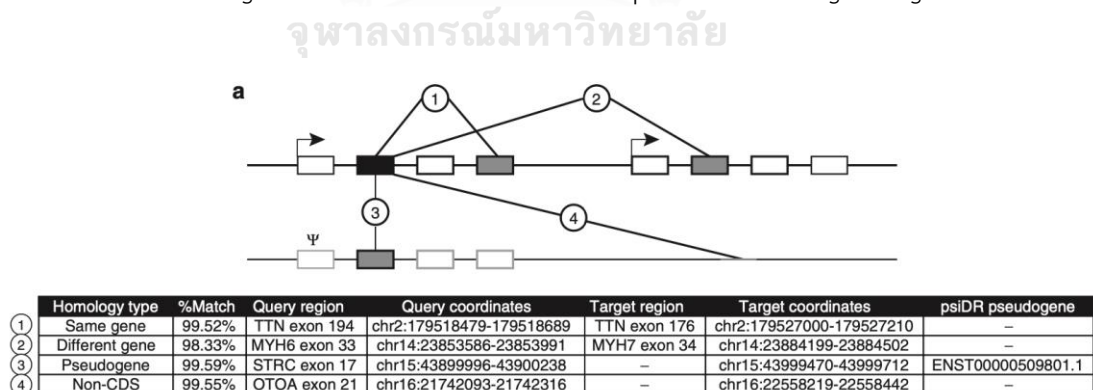 จุฬาลงกรณ์มหาวิทยาลัย
a
1 2
3 4
Ψ
Homology type %Match Query region Query coordinates Target region Target coordinates psiDR pseudogene
1 Same gene 99.52% TTN exon 194 chr2:179518479-179518689 TTN exon 176 chr2:179527000-179527210 –
2 Different gene 98.33% MYH6 exon 33 chr14:23853586-23853991 MYH7 exon 34 chr14:23884199-23884502 –
3 Pseudogene 99.59% STRC exon 17 chr15:43899996-43900238 – chr15:43999470-43999712 ENST00000509801.1
4 Non-CDS 99.55% OTOA exon 21 chr16:21742093-21742316 – chr16:22558219-22558442 –